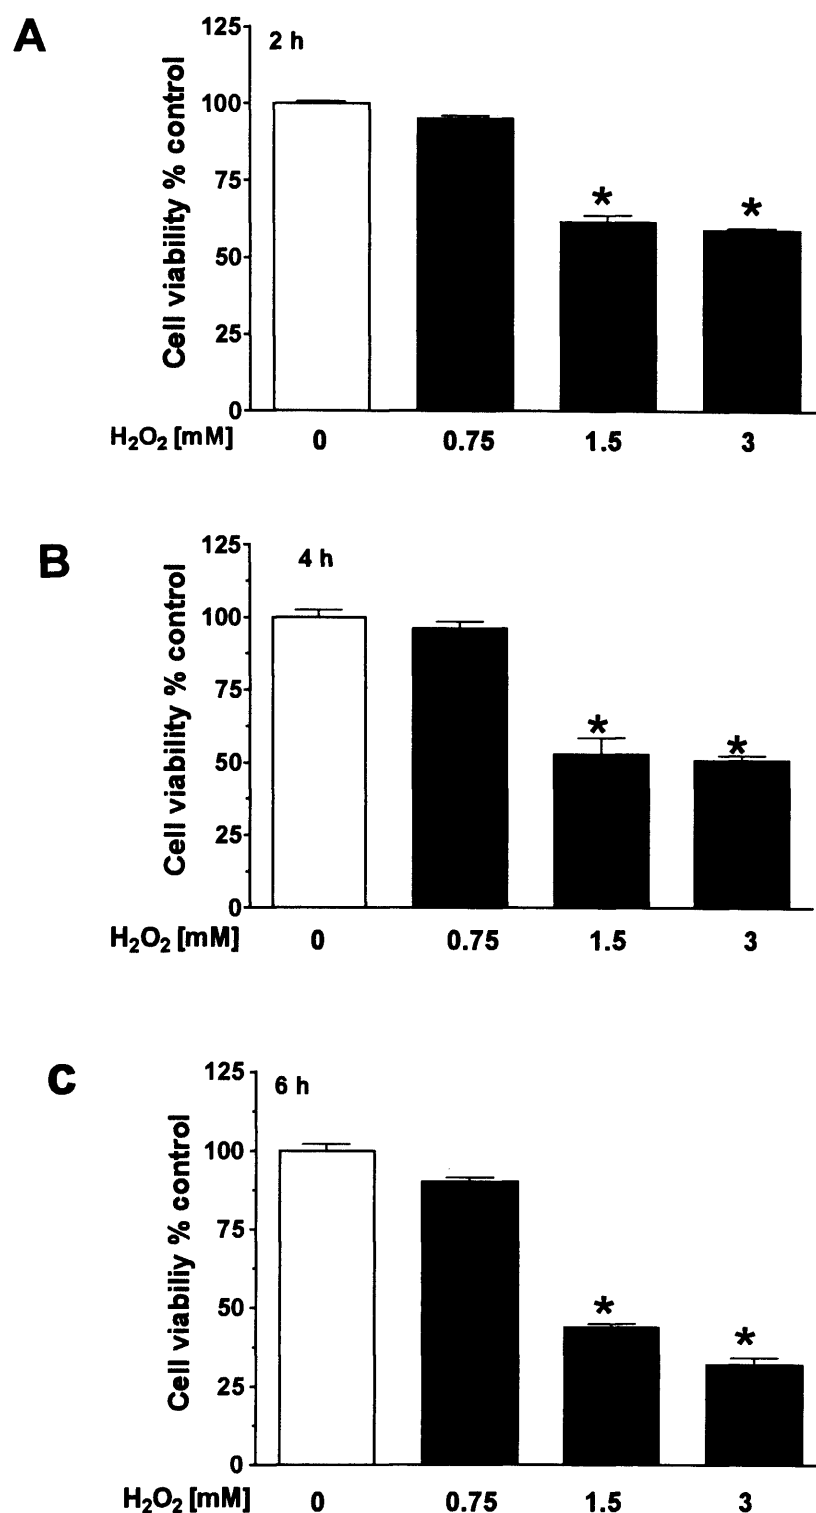 A
2 h
Cell viability % control
125
100
75
50
25
0
*
*
H₂O₂ [mM] 0 0.75 1.5 3
B
4 h
Cell viability % control
125
100
75
50
25
0
*
*
H₂O₂ [mM] 0 0.75 1.5 3
C
6 h
Cell viabiliy % control
125
100
75
50
25
0
*
*
H₂O₂ [mM] 0 0.75 1.5 3